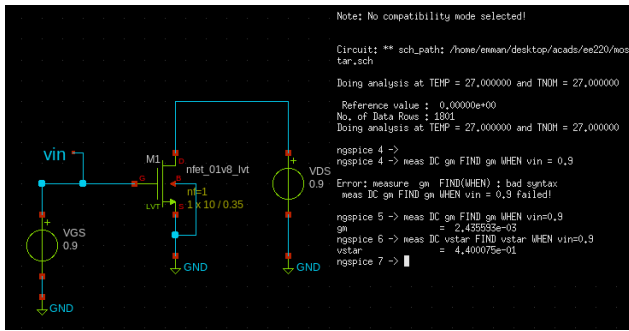 Note: No compatibility mode selected!
Circuit: ** sch_path: /home/emman/desktop/acads/ee220/mos
tar.sch
Doing analysis at TEMP = 27.000000 and TNOM = 27.000000
Reference value : 0.00000e+00
No. of Data Rows : 1801
Doing analysis at TEMP = 27.000000 and TNOM = 27.000000
ngspice 4 ->
ngspice 4 -> meas DC gm FIND gm WHEN vin = 0.9
Error: measure gm FIND(WHEN) : bad syntax
meas DC gm FIND gm WHEN vin = 0.9 failed!
ngspice 5 -> meas DC gm FIND gm WHEN vin=0.9
gm = 2.435593e-03
ngspice 6 -> meas DC vstar FIND vstar WHEN vin=0.9
vstar = 4.400075e-01
ngspice 7 ->
vin
M1
nfet_01v8_lvt
D
G
B
S
nf=1
LVT
1 x 10 / 0.35
VDS
0.9
VGS
0.9
GND
GND
GND